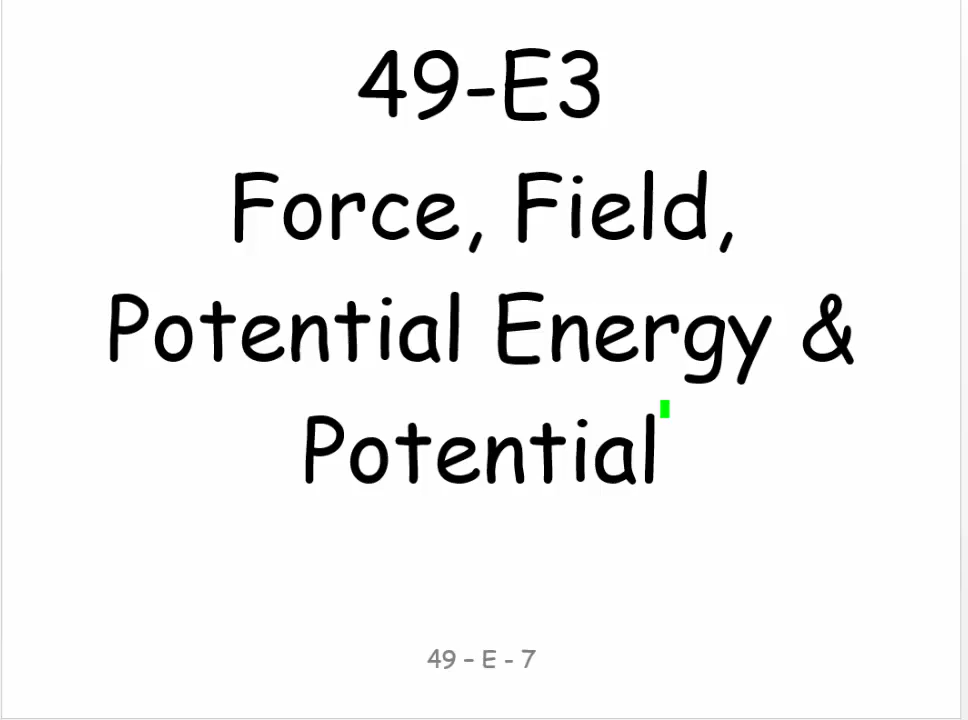 49-E3
Force, Field,
Potential Energy &
Potential
49 – E - 7